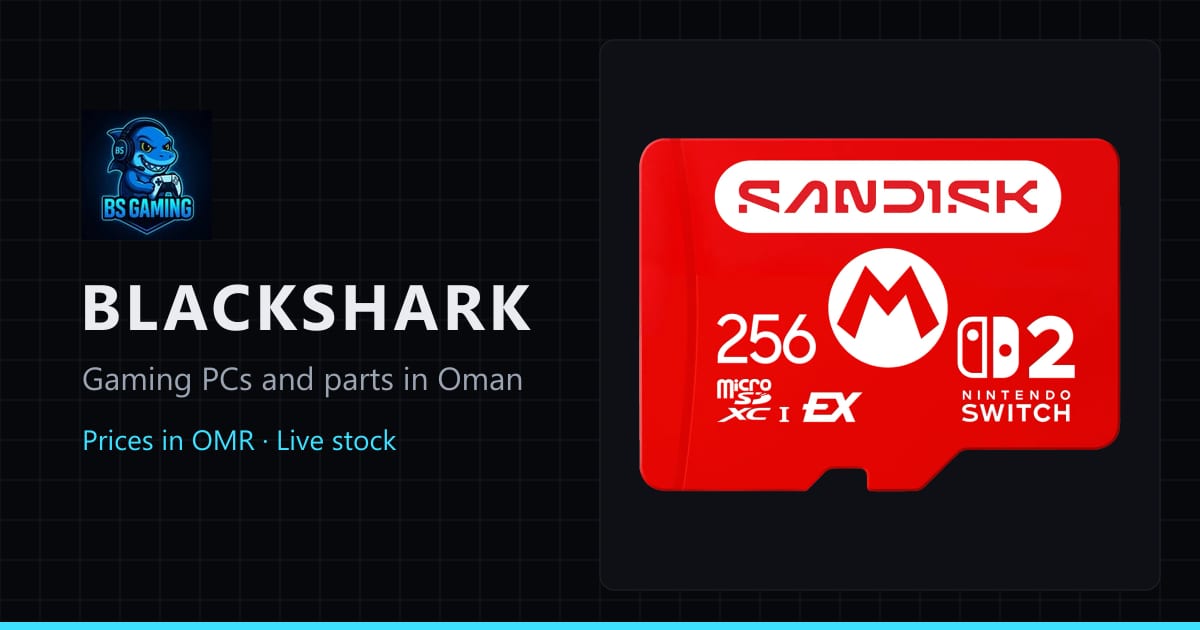 BS
BS GAMING
BLACKSHARK
Gaming PCs and parts in Oman
Prices in OMR · Live stock
SANDISK
M
256
micro
SD
XC I EX
2
NINTENDO
SWITCH